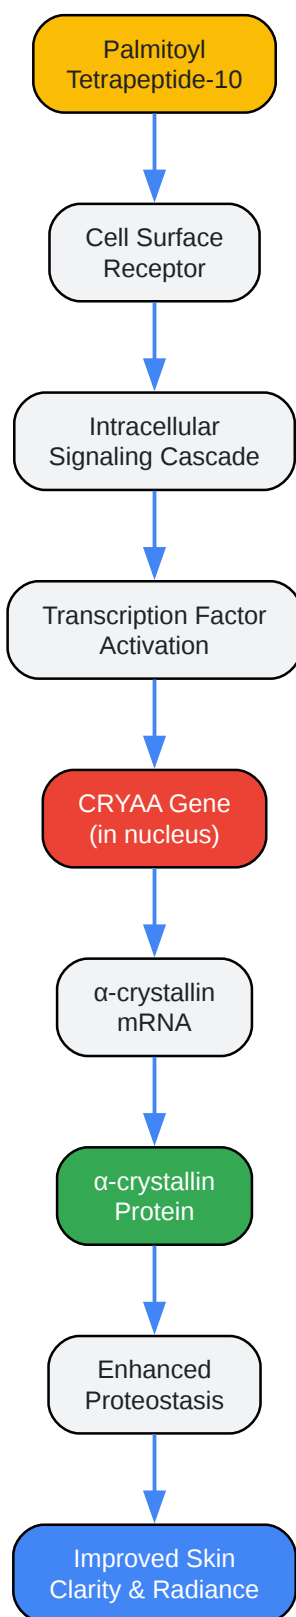 Palmitoyl
Tetrapeptide-10
Cell Surface
Receptor
Intracellular
Signaling Cascade
Transcription Factor
Activation
CRYAA Gene
(in nucleus)
α-crystallin
mRNA
α-crystallin
Protein
Enhanced
Proteostasis
Improved Skin
Clarity & Radiance